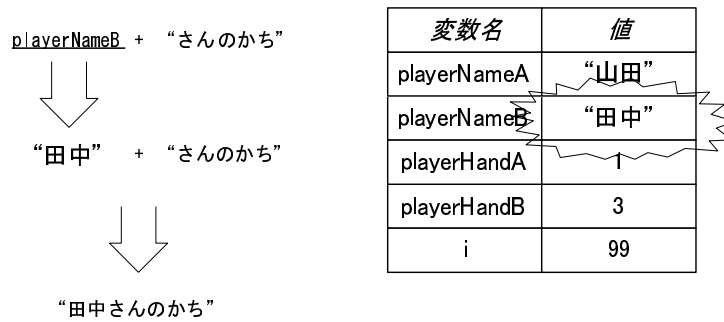 playerNameB + “さんのかち”
“田中” + “さんのかち”
“田中さんのかち”
変数名 値
playerNameA “山田”
playerNameB “田中”
playerHandA 1
playerHandB 3
i 99